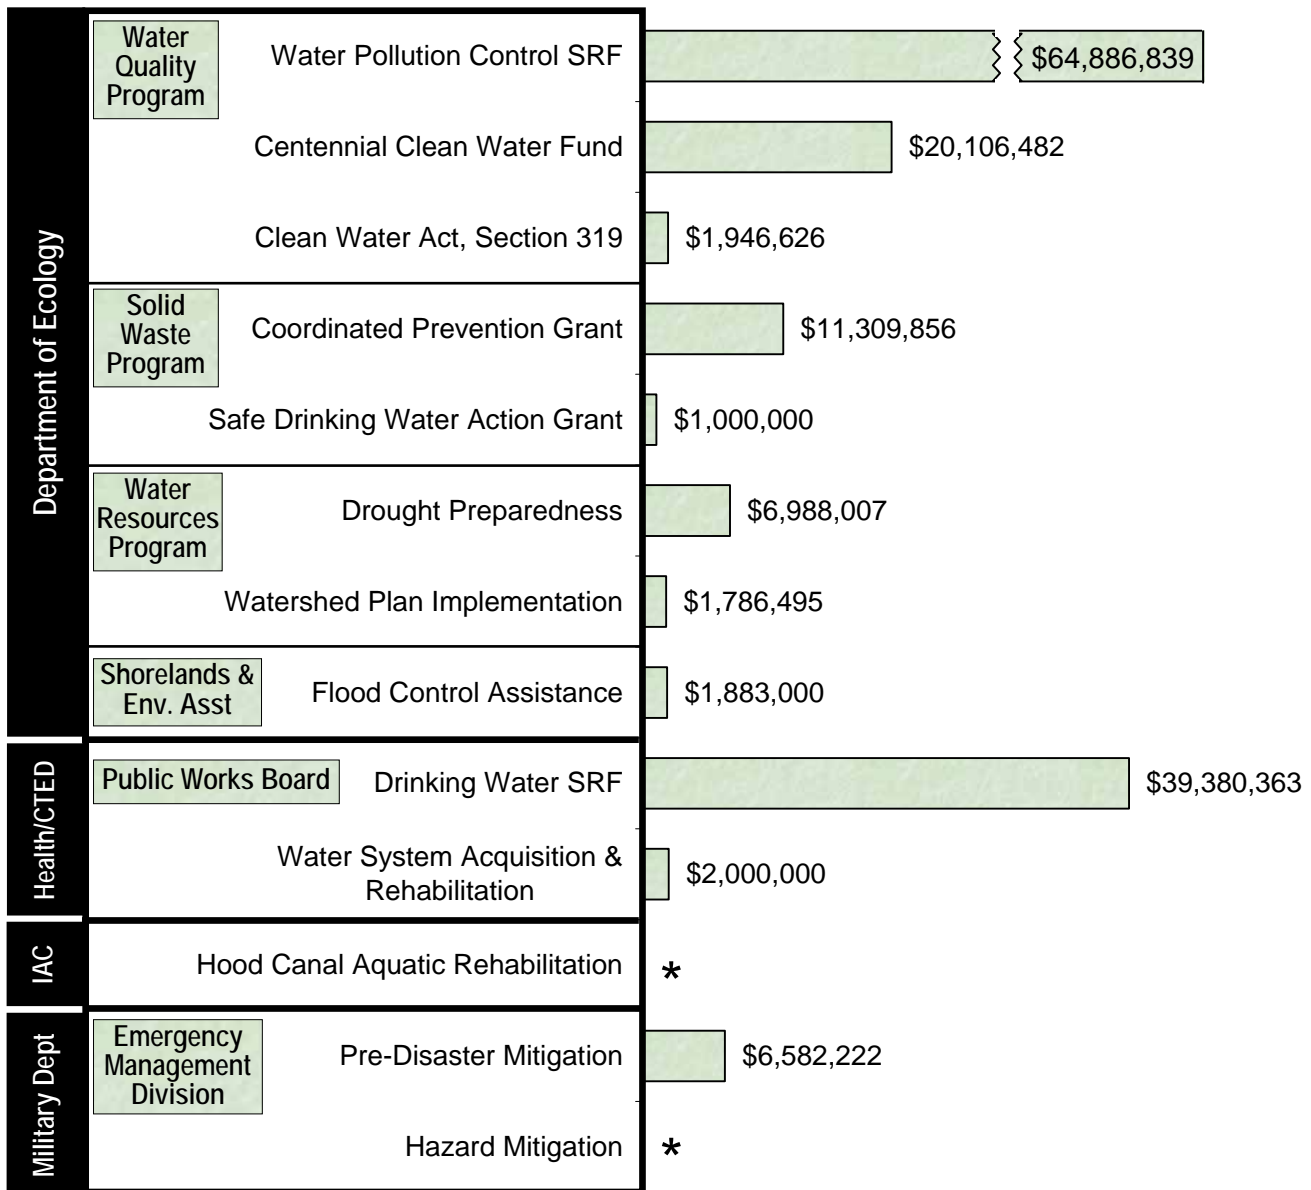 Department of Ecology
Water
Quality
Program
Water Pollution Control SRF
$64,886,839
Centennial Clean Water Fund
$20,106,482
Clean Water Act, Section 319
$1,946,626
Solid
Waste
Program
Coordinated Prevention Grant
$11,309,856
Safe Drinking Water Action Grant
$1,000,000
Water
Resources
Program
Drought Preparedness
$6,988,007
Watershed Plan Implementation
$1,786,495
Shorelands &
Env. Asst
Flood Control Assistance
$1,883,000
Health/CTED
Public Works Board
Drinking Water SRF
$39,380,363
Water System Acquisition &
Rehabilitation
$2,000,000
IAC
Hood Canal Aquatic Rehabilitation
*
Military Dept
Emergency
Management
Division
Pre-Disaster Mitigation
$6,582,222
Hazard Mitigation
*